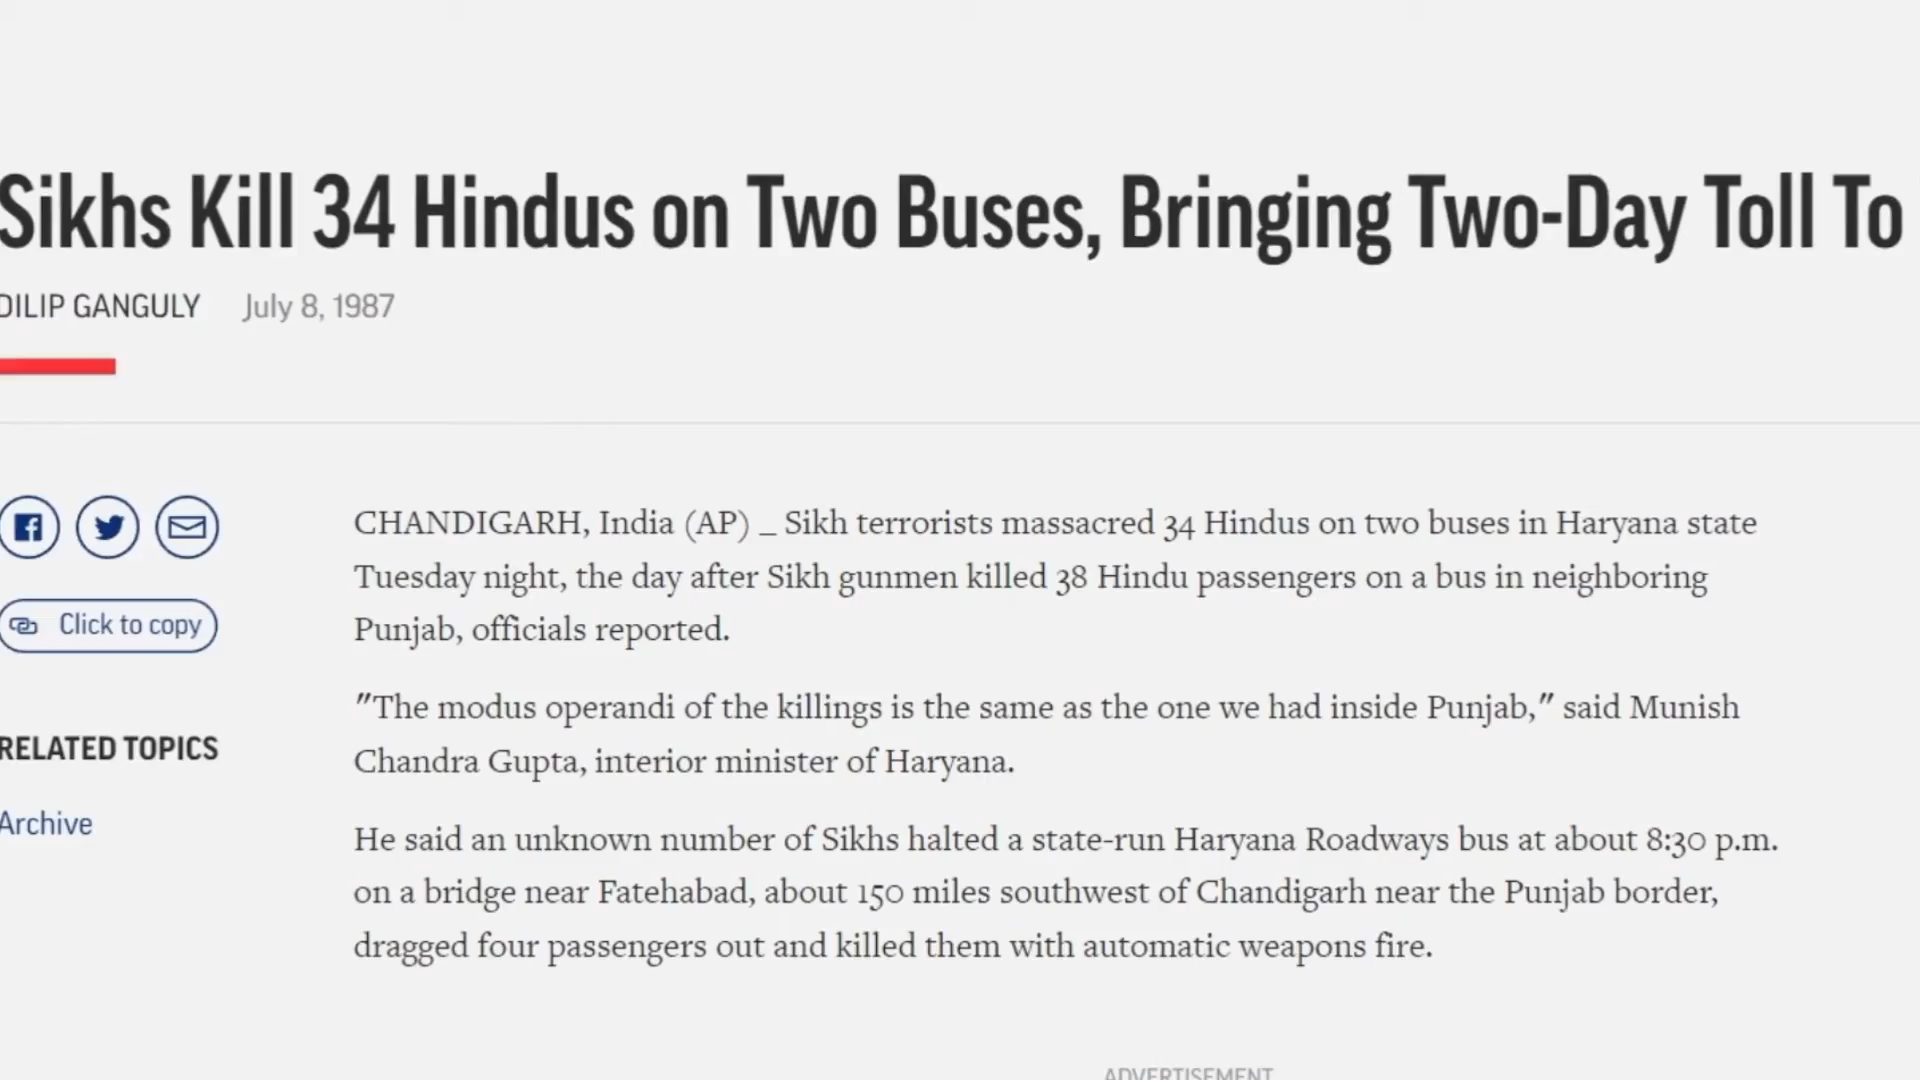 Sikhs Kill 34 Hindus on Two Buses, Bringing Two-Day Toll To
DILIP GANGULY July 8, 1987
CHANDIGARH, India (AP) _ Sikh terrorists massacred 34 Hindus on two buses in Haryana state
Tuesday night, the day after Sikh gunmen killed 38 Hindu passengers on a bus in neighboring
Punjab, officials reported.
Click to copy
"The modus operandi of the killings is the same as the one we had inside Punjab," said Munish
Chandra Gupta, interior minister of Haryana.
RELATED TOPICS
Archive
He said an unknown number of Sikhs halted a state-run Haryana Roadways bus at about 8:30 p.m.
on a bridge near Fatehabad, about 150 miles southwest of Chandigarh near the Punjab border,
dragged four passengers out and killed them with automatic weapons fire.
ADVERTISEMENT